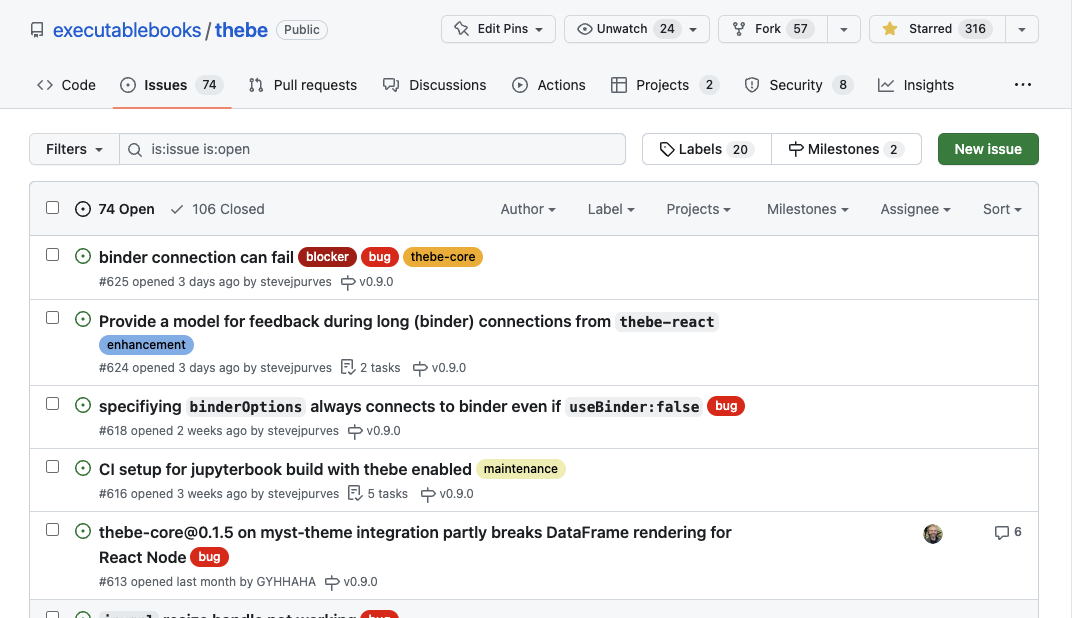 executablebooks / thebe Public Edit Pins Unwatch 24 Fork 57 Starred 316
Code Issues 74 Pull requests Discussions Actions Projects 2 Security 8 Insights ...
Filters is:issue is:open Labels 20 Milestones 2 New issue
74 Open 106 Closed Author Label Projects Milestones Assignee Sort
binder connection can fail blocker bug thebe-core
#625 opened 3 days ago by stevejpurves v0.9.0
Provide a model for feedback during long (binder) connections from thebe-react
enhancement
#624 opened 3 days ago by stevejpurves 2 tasks v0.9.0
specifiying binderOptions always connects to binder even if useBinder:false bug
#618 opened 2 weeks ago by stevejpurves v0.9.0
CI setup for jupyterbook build with thebe enabled maintenance
#616 opened 3 weeks ago by stevejpurves 5 tasks v0.9.0
thebe-core@0.1.5 on myst-theme integration partly breaks DataFrame rendering for
React Node bug 6
#613 opened last month by GYHHAHA v0.9.0
resize handle not working bug